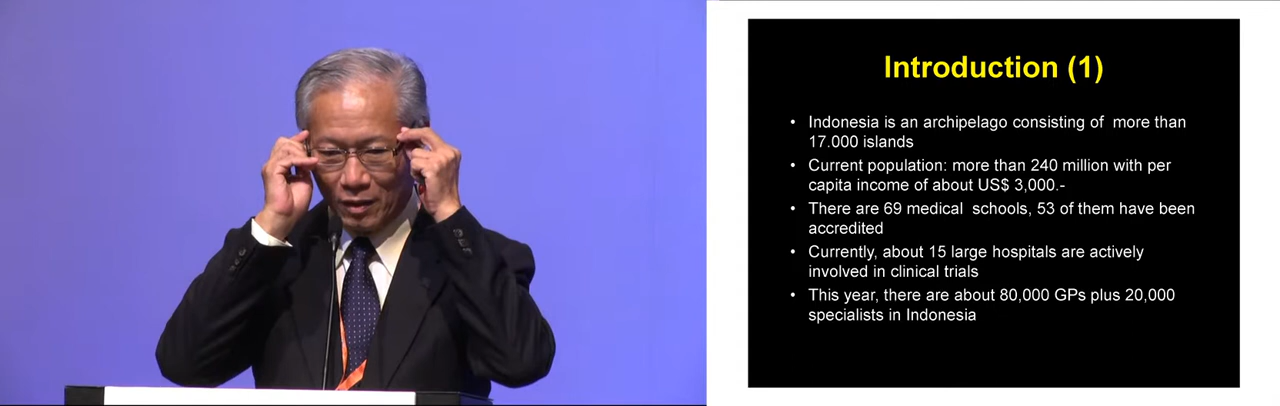 Introduction (1)
• Indonesia is an archipelago consisting of more than
17.000 islands
• Current population: more than 240 million with per
capita income of about US$ 3,000.-
• There are 69 medical schools, 53 of them have been
accredited
• Currently, about 15 large hospitals are actively
involved in clinical trials
• This year, there are about 80,000 GPs plus 20,000
specialists in Indonesia